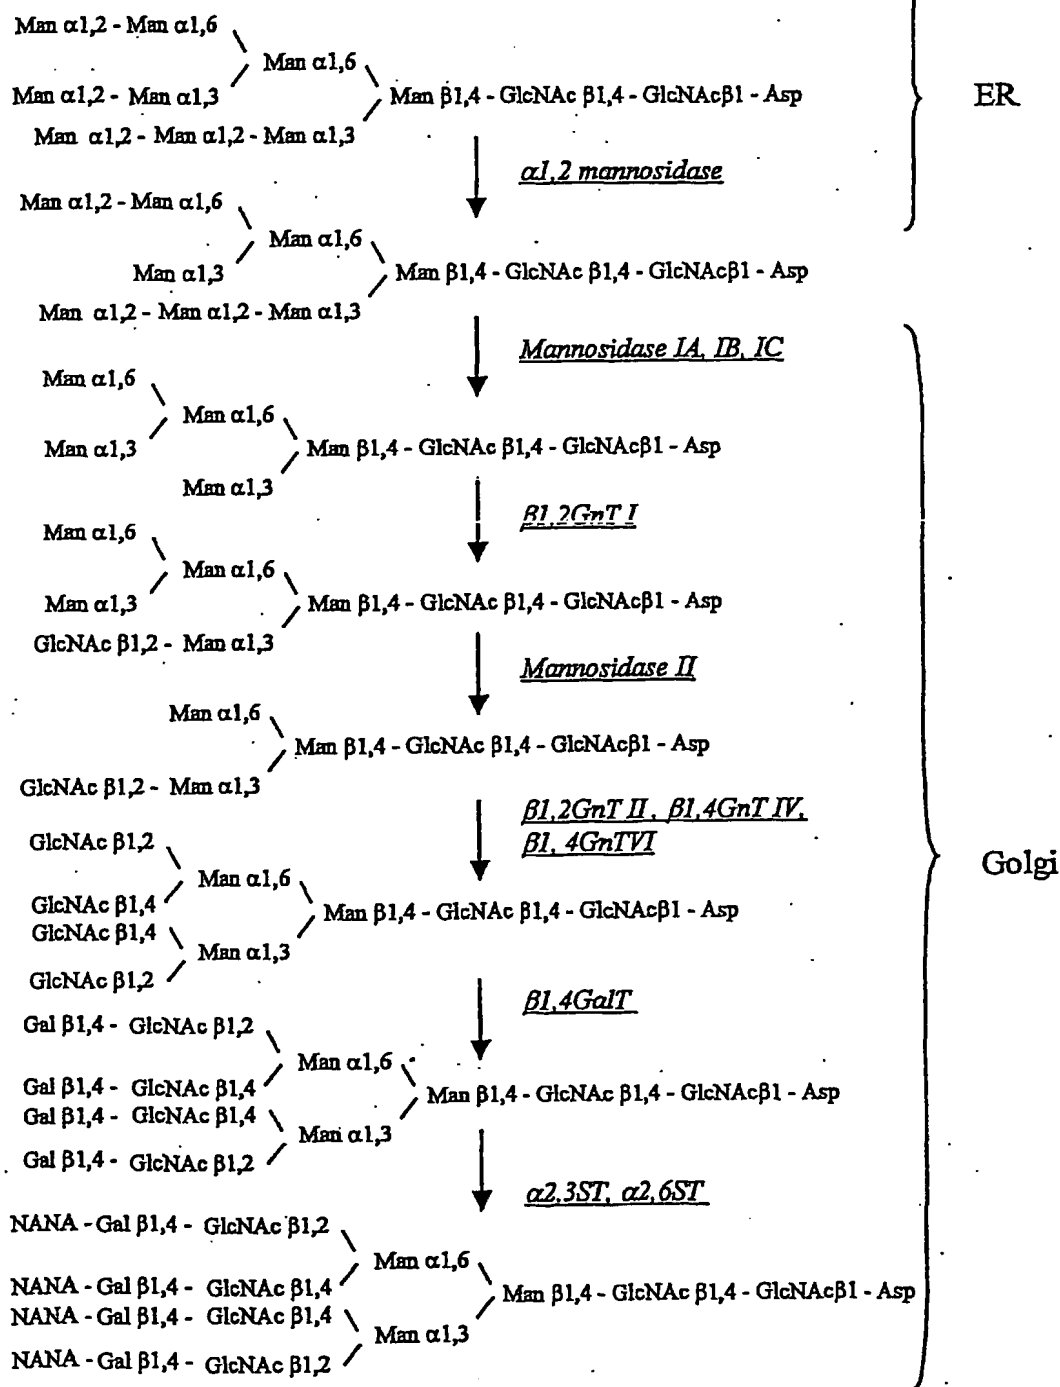 Man α1,2 - Man α1,6
Man α1,6
Man α1,2 - Man α1,3
Man β1,4 - GlcNAc β1,4 - GlcNAcβ1 - Asp
ER
Man α1,2 - Man α1,2 - Man α1,3
α1,2 mannosidase
Man α1,2 - Man α1,6
Man α1,6
Man α1,3
Man β1,4 - GlcNAc β1,4 - GlcNAcβ1 - Asp
Man α1,2 - Man α1,2 - Man α1,3
Mannosidase IA, IB, IC
Man α1,6
Man α1,6
Man α1,3
Man β1,4 - GlcNAc β1,4 - GlcNAcβ1 - Asp
Man α1,3
β1,2GnT I
Man α1,6
Man α1,6
Man α1,3
Man β1,4 - GlcNAc β1,4 - GlcNAcβ1 - Asp
GlcNAc β1,2 - Man α1,3
Mannosidase II
Man α1,6
Man β1,4 - GlcNAc β1,4 - GlcNAcβ1 - Asp
GlcNAc β1,2 - Man α1,3
β1,2GnT II, β1,4GnT IV,
β1, 4GnTVI
GlcNAc β1,2
Man α1,6
GlcNAc β1,4
Man β1,4 - GlcNAc β1,4 - GlcNAcβ1 - Asp
GlcNAc β1,4
Man α1,3
GlcNAc β1,2
Golgi
β1,4GalT
Gal β1,4 - GlcNAc β1,2
Man α1,6
Gal β1,4 - GlcNAc β1,4
Man β1,4 - GlcNAc β1,4 - GlcNAcβ1 - Asp
Gal β1,4 - GlcNAc β1,4
Man α1,3
Gal β1,4 - GlcNAc β1,2
α2,3ST, α2,6ST
NANA - Gal β1,4 - GlcNAc β1,2
Man α1,6
NANA - Gal β1,4 - GlcNAc β1,4
Man β1,4 - GlcNAc β1,4 - GlcNAcβ1 - Asp
NANA - Gal β1,4 - GlcNAc β1,4
Man α1,3
NANA - Gal β1,4 - GlcNAc β1,2